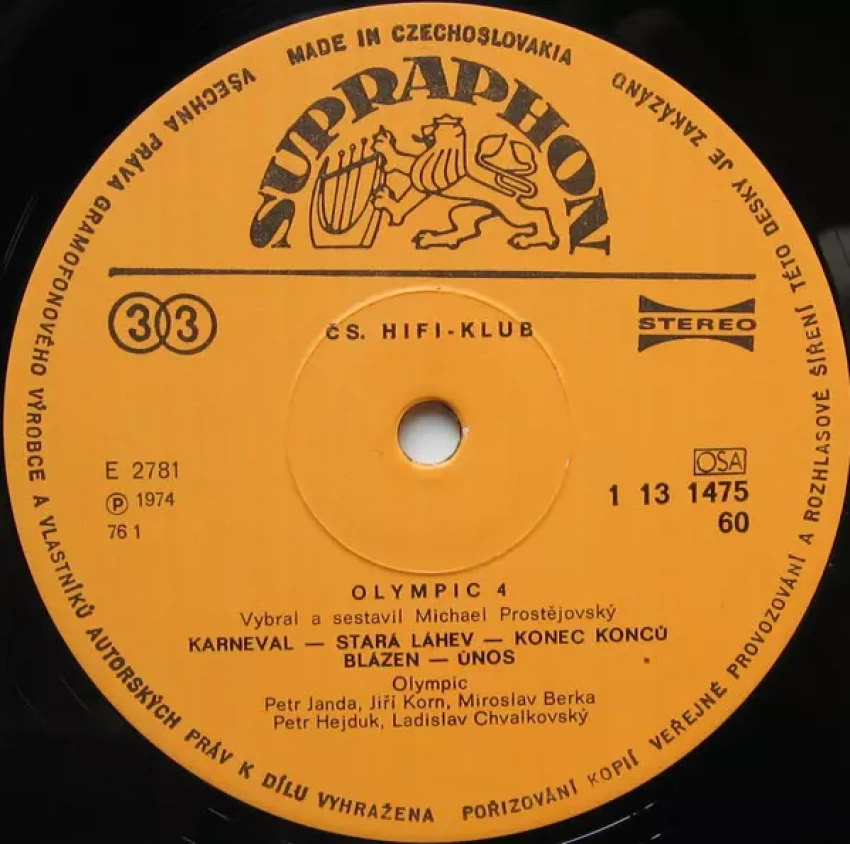 MADE IN CZECHOSLOVAKIA
VŠECHNA PRÁVA GRAMOFONOVÉHO VÝROBCE A VLASTNÍKŮ AUTORSKÝCH PRÁV K DÍLU VYHRAŽENA
POŘIZOVÁNÍ KOPIÍ VEŘEJNÉ PROVOZOVÁNÍ A ROZHLASOVÉ ŠÍŘENÍ TÉTO DESKY JE ZAKÁZÁNO
SUPRAPHON
33
ČS. HIFI-KLUB
STEREO
E 2781
Ⓟ 1974
76 1
OSA
1 13 1475
60
OLYMPIC 4
Vybral a sestavil Michael Prostějovský
KARNEVAL — STARÁ LÁHEV — KONEC KONCŮ
BLÁZEN — ÚNOS
Olympic
Petr Janda, Jiří Korn, Miroslav Berka
Petr Hejduk, Ladislav Chvalkovský